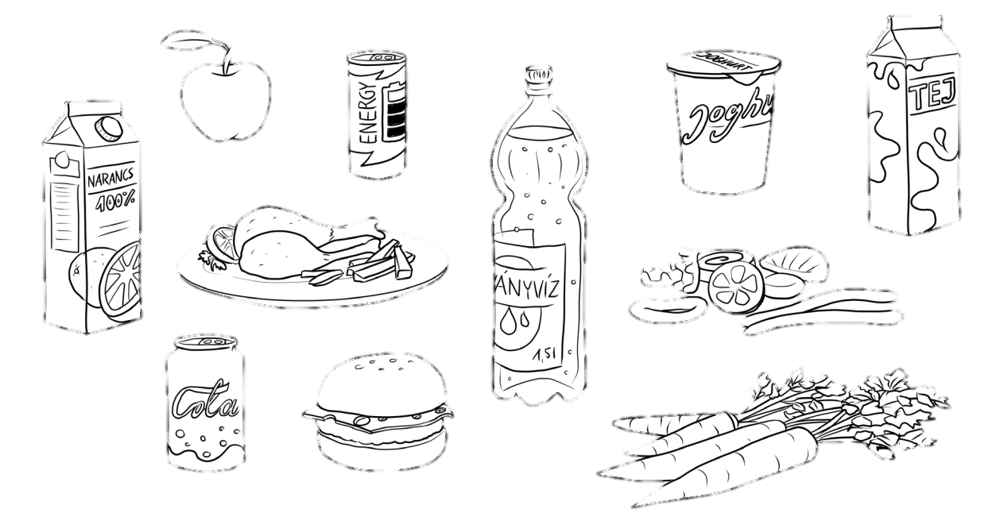 ENERGY
JOGHURT
Joghu
TEJ
NARANCS
100%
ÁNYVÍZ
1,5l
Cola